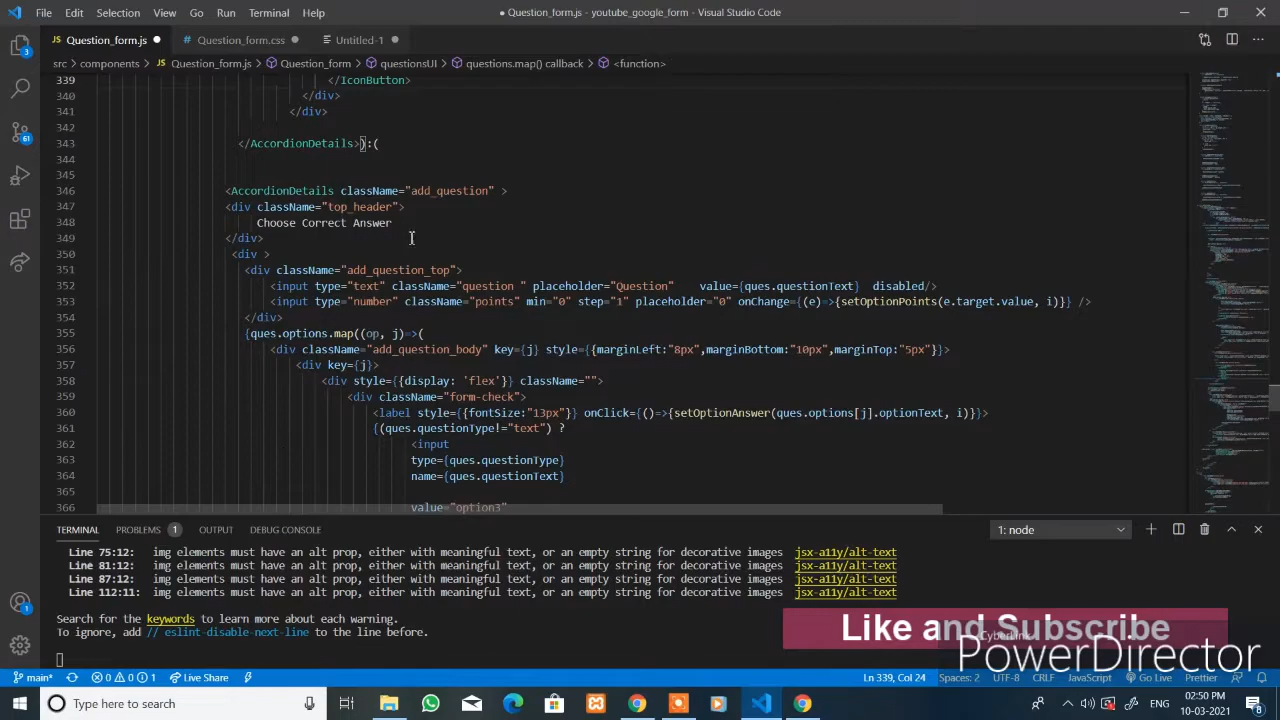 File Edit Selection View Go Run Terminal Help
● Question_form.js - youtube_google_form - Visual Studio Code
JS Question_form.js ●
# Question_form.css ●
Untitled-1 ●
src > components > JS Question_form.js > Question_form > questionsUI > questions.map() callback > <function>
339 </IconButton>
340 </div>
341 </div>
342
343 </AccordionDetails>):(
344
345
346 <AccordionDetails className="add_question" >
347 <div className="top_header">
348 Choose Correct Answer
349 </div>
350 <div >
351 <div className="add_question_top">
352 <input type="text" className="question " placeholder="Question" value={ques.questionText} disabled/>
353 <input type="number" className="points" min="0" step="1" placeholder="0" onChange={(e)=>{setOptionPoints(e.target.value, i)}} />
354 </div>
355 {ques.options.map((op, j)=>(
356 <div className="add_question_body" key={j} style={{marginLeft:"8px",marginBottom:"10px",marginTop:"5px"}}>
357 <div key={j}>
358 <div style={{display: 'flex'}} className="">
359 <div className="form-check">
360 <label style={{fontSize: }} onClick={()=>{setOptionAnswer(ques.options[j].optionText, )}}>
361 {(ques.questionType!="text") ?
362 <input
363 type={ques.questionType}
364 name={ques.questionText}
365
366 value="option3"
TERMINAL PROBLEMS 1 OUTPUT DEBUG CONSOLE
1: node
Line 75:12: img elements must have an alt prop, either with meaningful text, or an empty string for decorative images jsx-a11y/alt-text
Line 81:12: img elements must have an alt prop, either with meaningful text, or an empty string for decorative images jsx-a11y/alt-text
Line 87:12: img elements must have an alt prop, either with meaningful text, or an empty string for decorative images jsx-a11y/alt-text
Line 112:11: img elements must have an alt prop, either with meaningful text, or an empty string for decorative images jsx-a11y/alt-text
Search for the keywords to learn more about each warning.
To ignore, add // eslint-disable-next-line to the line before.
Like and Subscribe
CyberLink
PowerDirector
3
61
1
main* 0 0 1 Live Share
Ln 339, Col 28 Spaces: 2 UTF-8 CRLF JavaScript Go Live Prettier
Type here to search
02:50 PM
10-03-2021
8